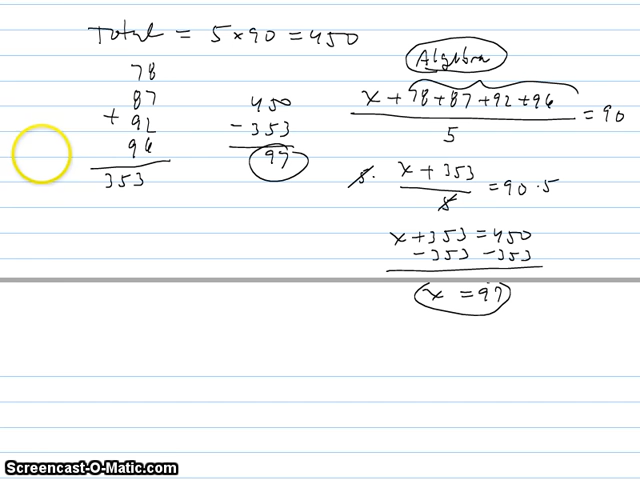 Total = 5 × 90 = 450
78
87
+ 92
96
353
450
- 353
97
Algebra
x + 78 + 87 + 92 + 96
5
= 90
5 · x + 353
5
= 90 · 5
x + 353 = 450
- 353 - 353
x = 97
Screencast-O-Matic.com